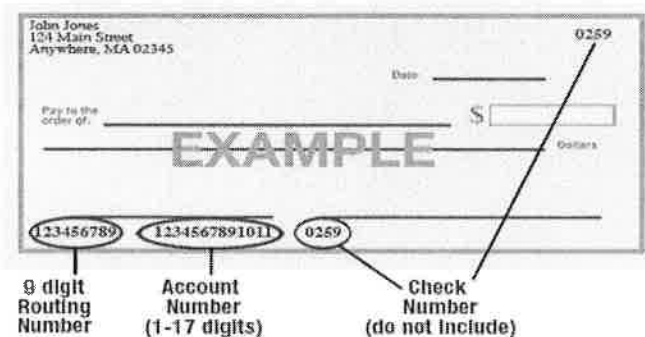 John Jones
124 Main Street
Anywhere, MA 02345
0259
Date
Pay to the
order of:
$
EXAMPLE
Dollars
123456789 1234567891011 0259
9 digit
Routing
Number
Account
Number
(1-17 digits)
Check
Number
(do not include)